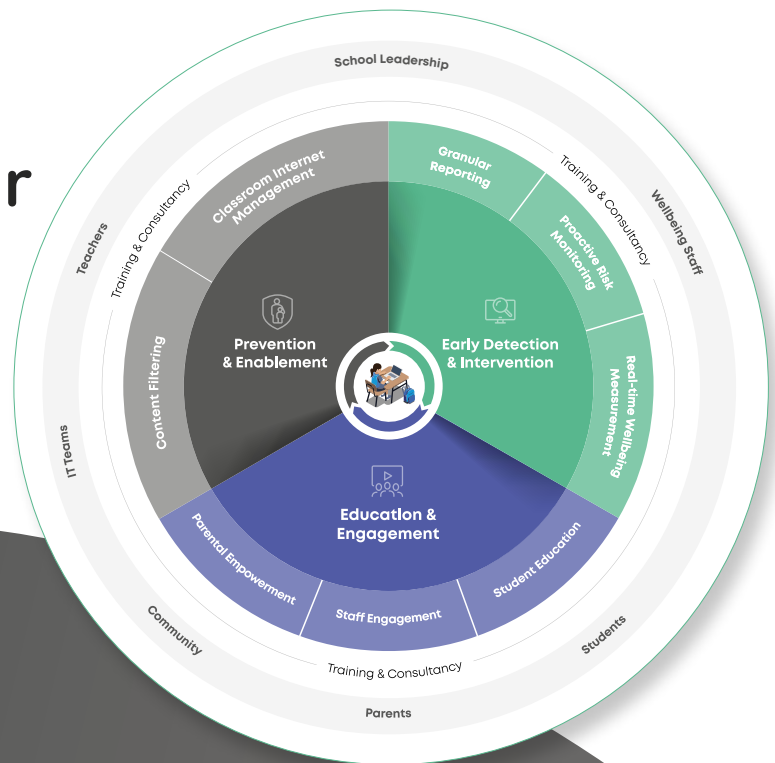 r
School Leadership
Teachers
Wellbeing Staff
IT Teams
Community
Students
Parents
Training & Consultancy
Training & Consultancy
Training & Consultancy
Classroom Internet
Management
Content Filtering
Granular
Reporting
Proactive Risk
Monitoring
Real-time Wellbeing
Measurement
Prevention
& Enablement
Early Detection
& Intervention
Education &
Engagement
Parental Empowerment
Staff Engagement
Student Education